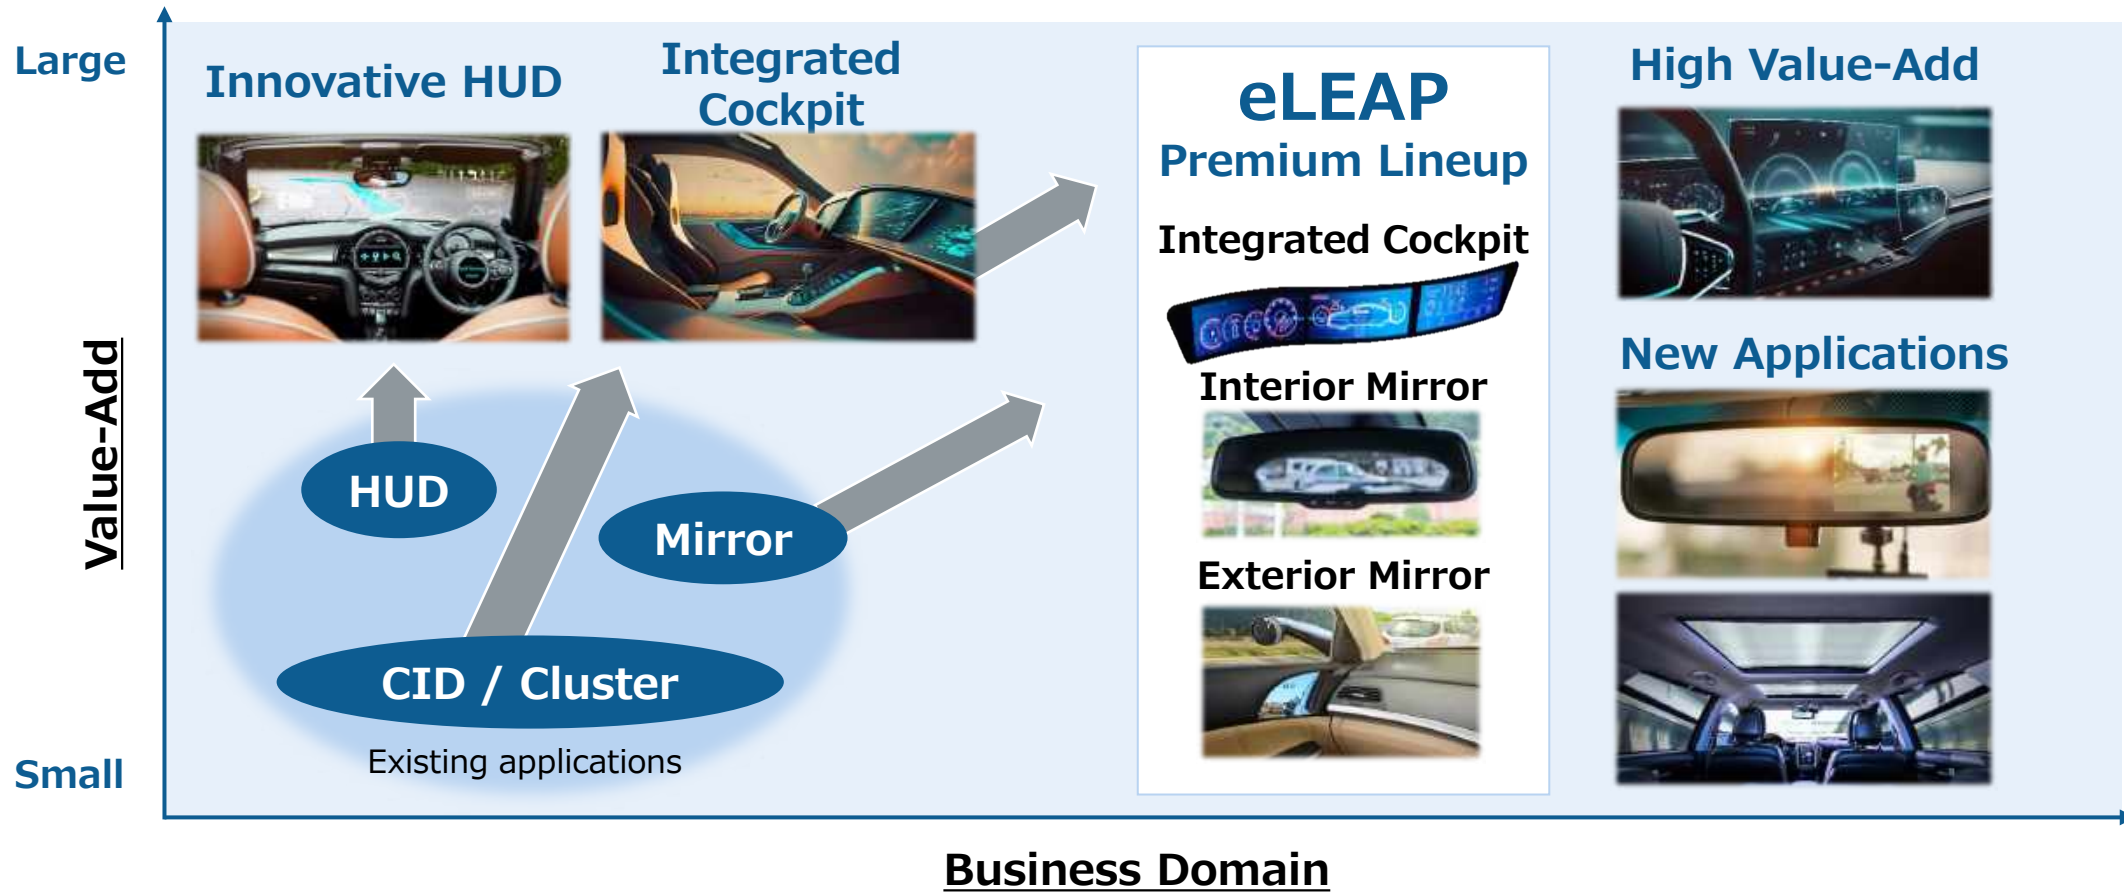 Large
Innovative HUD
Integrated
Cockpit
eLEAP
Premium Lineup
High Value-Add
Integrated Cockpit
New Applications
Interior Mirror
Value-Add
HUD
Mirror
Exterior Mirror
CID / Cluster
Existing applications
Small
Business Domain